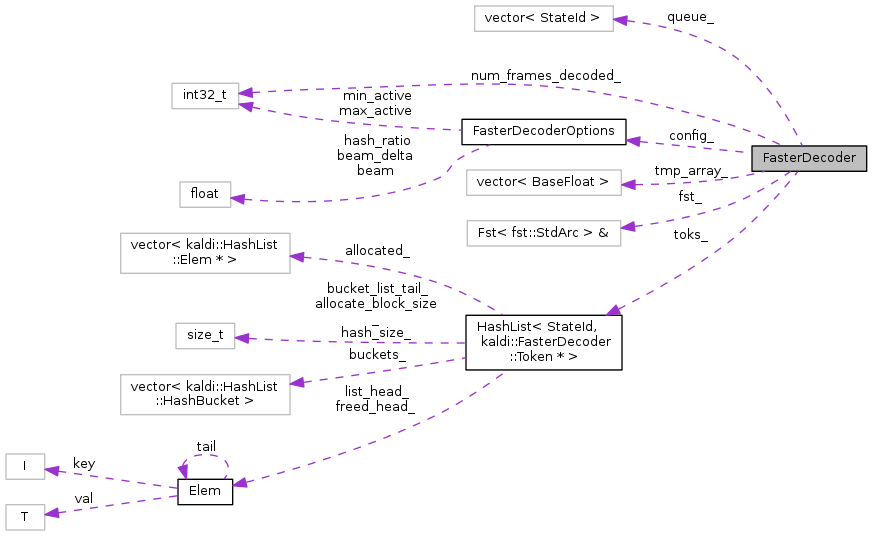 vector< StateId >
queue_
num_frames_decoded_
int32_t
min_active
max_active
FasterDecoderOptions
config_
FasterDecoder
hash_ratio
beam_delta
beam
tmp_array_
float
vector< BaseFloat >
fst_
Fst< fst::StdArc > &
toks_
vector< kaldi::HashList
::Elem * >
allocated_
bucket_list_tail_
allocate_block_size
_
hash_size_
size_t
HashList< StateId,
kaldi::FasterDecoder
::Token * >
buckets_
vector< kaldi::HashList
::HashBucket >
list_head_
freed_head_
tail
I
key
Elem
val
T